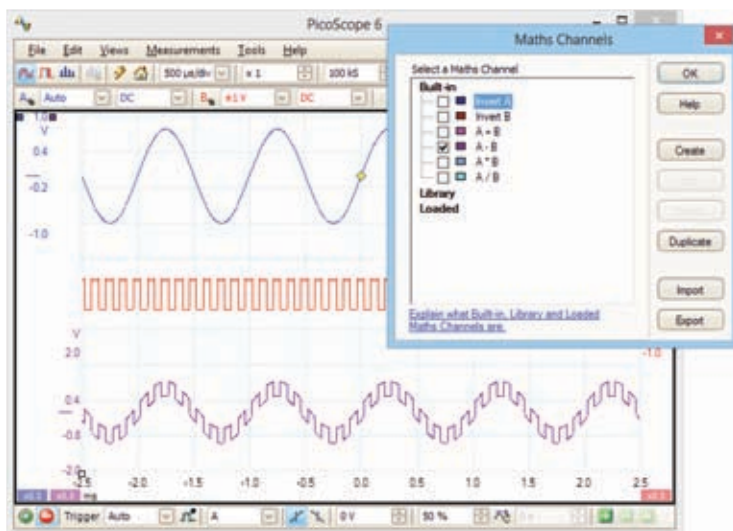 PicoScope 6
File Edit Views Measurements Tools Help
500 µs/div x 1 100 kS
A Auto DC B ±1 V DC
1.0
V
0.4
-0.2
-1.0
V
2.0
0.4
-0.8
-2.0
-1.0
-2.5 -2.0 -1.5 -1.0 -0.5 0.0 0.5 1.0 1.5 2.0 2.5
ms
Trigger Auto A 0 V 50 %
Maths Channels
Select a Maths Channel
Built-in
Invert A
Invert B
A + B
A - B
A * B
A / B
Library
Loaded
Explain what Built-in, Library and Loaded
Maths Channels are.
OK
Help
Create
Duplicate
Import
Export